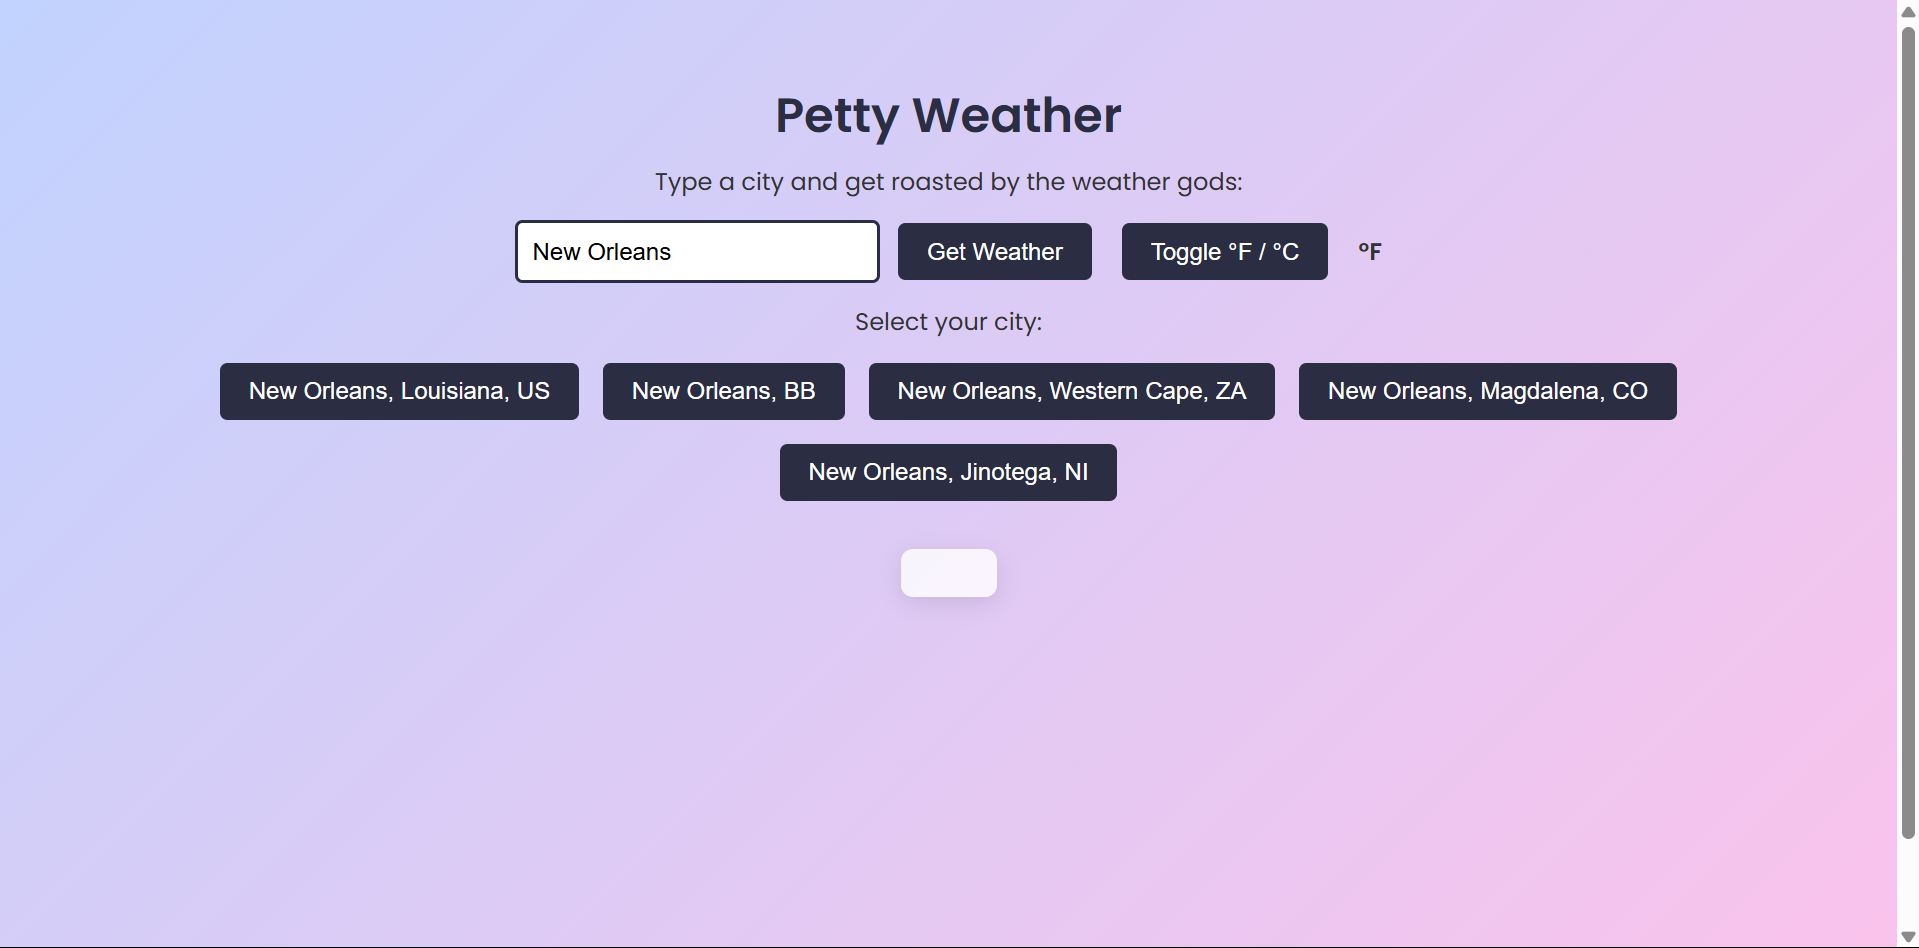 Petty Weather
Type a city and get roasted by the weather gods:
New Orleans Get Weather Toggle °F / °C °F
Select your city:
New Orleans, Louisiana, US New Orleans, BB New Orleans, Western Cape, ZA New Orleans, Magdalena, CO
New Orleans, Jinotega, NI